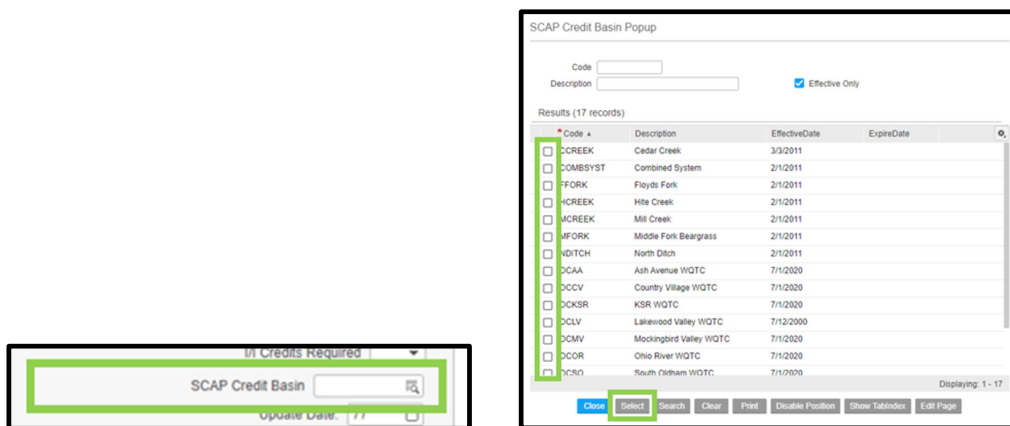 SCAP Credit Basin Popup
Code
Description
Effective Only
Results (17 records)
* Code ▲ Description EffectiveDate ExpireDate
CCREEK Cedar Creek 3/3/2011
COMBSYST Combined System 2/1/2011
FFORK Floyds Fork 2/1/2011
HCREEK Hite Creek 2/1/2011
MCREEK Mill Creek 2/1/2011
MFORK Middle Fork Beargrass 2/1/2011
NDITCH North Ditch 2/1/2011
OCAA Ash Avenue WQTC 7/1/2020
OCCV Country Village WQTC 7/1/2020
OCKSR KSR WQTC 7/1/2020
OCLV Lakewood Valley WQTC 7/12/2000
OCMV Mockingbird Valley WQTC 7/1/2020
OCOR Ohio River WQTC 7/1/2020
OCSO South Oldham WQTC 7/1/2020
Displaying: 1 - 17
Close Select Search Clear Print Disable Position Show TabIndex Edit Page
I/I Credits Required
SCAP Credit Basin
Update Date: / /